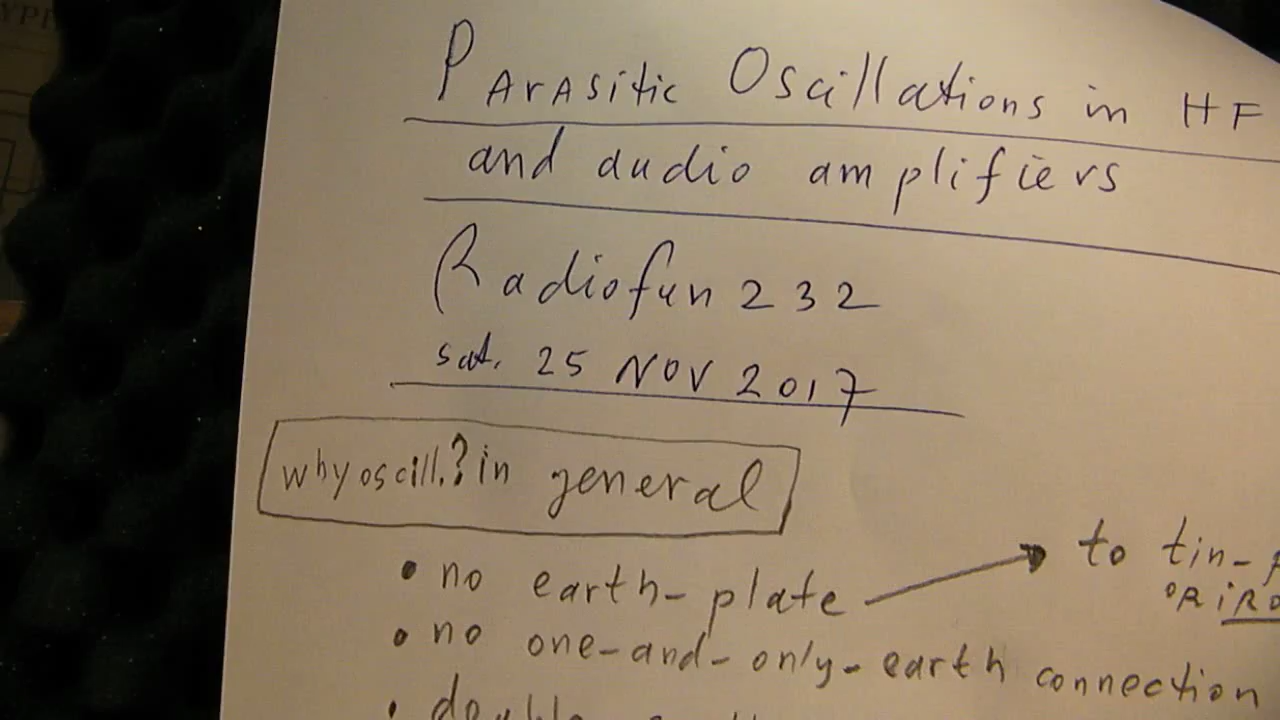 Parasitic Oscillations in HF
and audio amplifiers
Radiofun 232
sat. 25 NOV 2017
why oscill.? in general
• no earth-plate → to tin-
OR
• no one-and-only-earth connection